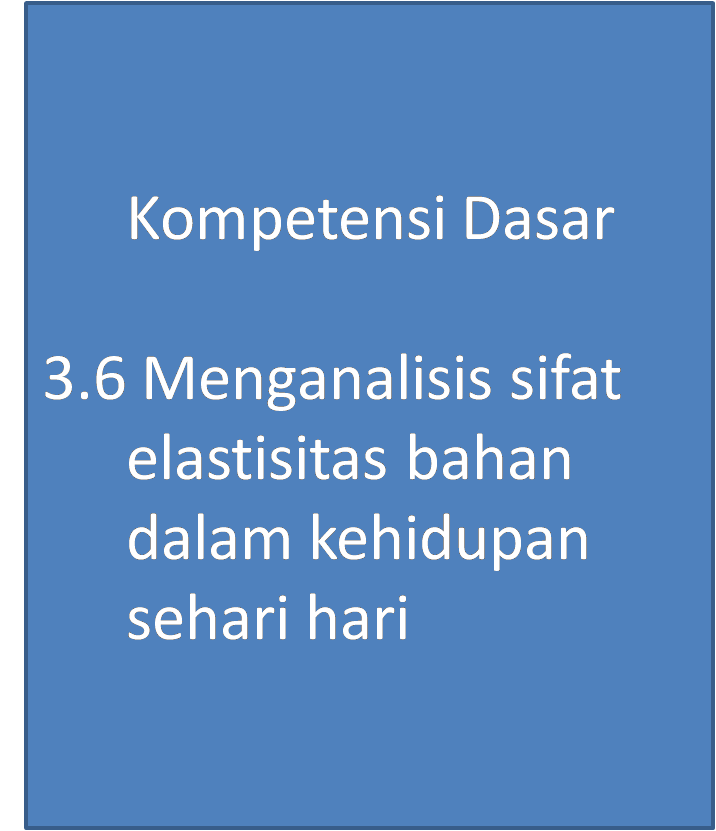 Kompetensi Dasar
3.6 Menganalisis sifat
elastisitas bahan
dalam kehidupan
sehari hari